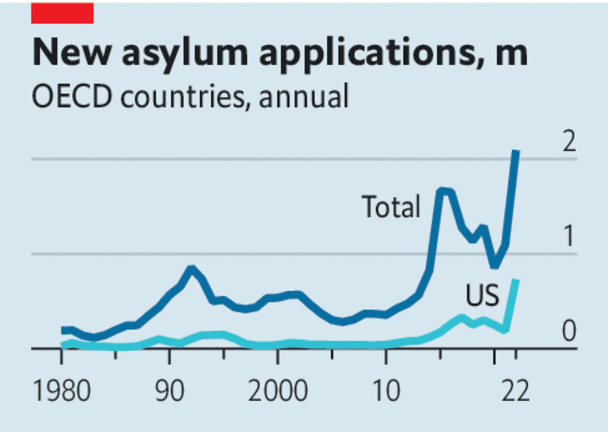 New asylum applications, m
OECD countries, annual
2
Total
1
US
0
1980 90 2000 10 22